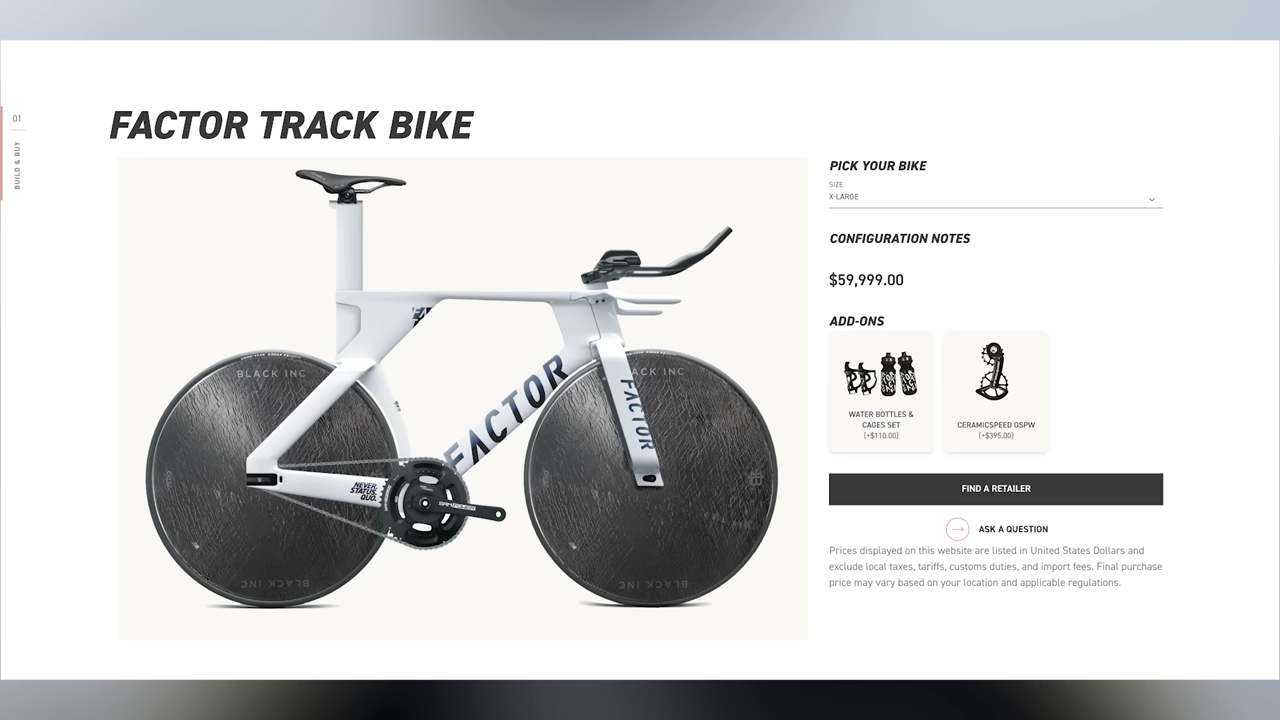 FACTOR TRACK BIKE
01
BUILD & BUY
BLACK INC
BLACK INC
FACTOR
FACTOR
NEVER
STATUS
QUO.
BLACK INC
BLACK INC
PICK YOUR BIKE
SIZE
X-LARGE
CONFIGURATION NOTES
$59,999.00
ADD-ONS
WATER BOTTLES &
CAGES SET
(+$110.00)
CERAMICSPEED OSPW
(+$395.00)
FIND A RETAILER
ASK A QUESTION
Prices displayed on this website are listed in United States Dollars and
exclude local taxes, tariffs, customs duties, and import fees. Final purchase
price may vary based on your location and applicable regulations.